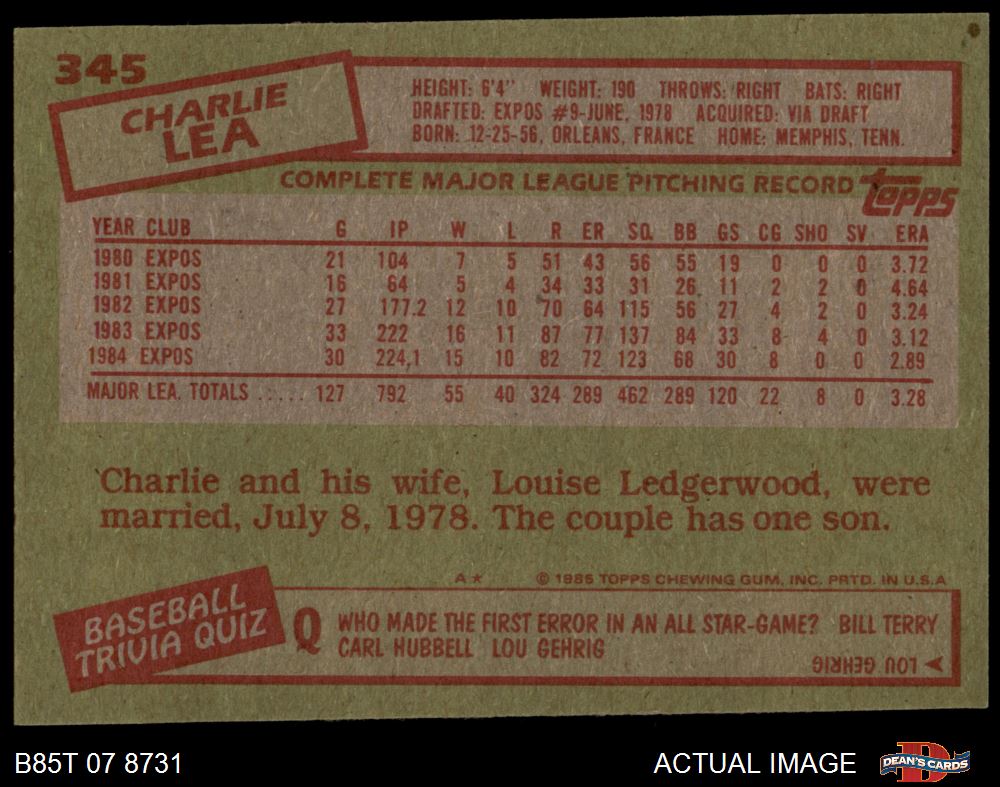 345
CHARLIE
LEA
HEIGHT: 6'4" WEIGHT: 190 THROWS: RIGHT BATS: RIGHT
DRAFTED: EXPOS #9-JUNE, 1978 ACQUIRED: VIA DRAFT
BORN: 12-25-56, ORLEANS, FRANCE HOME: MEMPHIS, TENN.
COMPLETE MAJOR LEAGUE PITCHING RECORD topps
YEAR CLUB G IP W L R ER SO. BB GS CG SHO SV ERA
1980 EXPOS 21 104 7 5 51 43 56 55 19 0 0 0 3.72
1981 EXPOS 16 64 5 4 34 33 31 26 11 2 2 0 4.64
1982 EXPOS 27 177.2 12 10 70 64 115 56 27 4 2 0 3.24
1983 EXPOS 33 222 16 11 87 77 137 84 33 8 4 0 3.12
1984 EXPOS 30 224.1 15 10 82 72 123 68 30 8 0 0 2.89
MAJOR LEA. TOTALS ..... 127 792 55 40 324 289 462 289 120 22 8 0 3.28
Charlie and his wife, Louise Ledgerwood, were
married, July 8, 1978. The couple has one son.
A* © 1985 TOPPS CHEWING GUM, INC. PRTD. IN U.S.A
BASEBALL
TRIVIA QUIZ
Q WHO MADE THE FIRST ERROR IN AN ALL STAR-GAME? BILL TERRY
CARL HUBBELL LOU GEHRIG
LOU GEHRIG
B85T 07 8731 ACTUAL IMAGE D DEAN'S CARDS